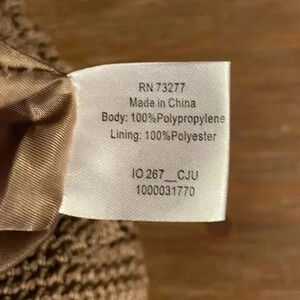 RN 73277
Made in China
Body: 100%Polypropylene
Lining: 100%Polyester
IO 267__CJU
1000031770